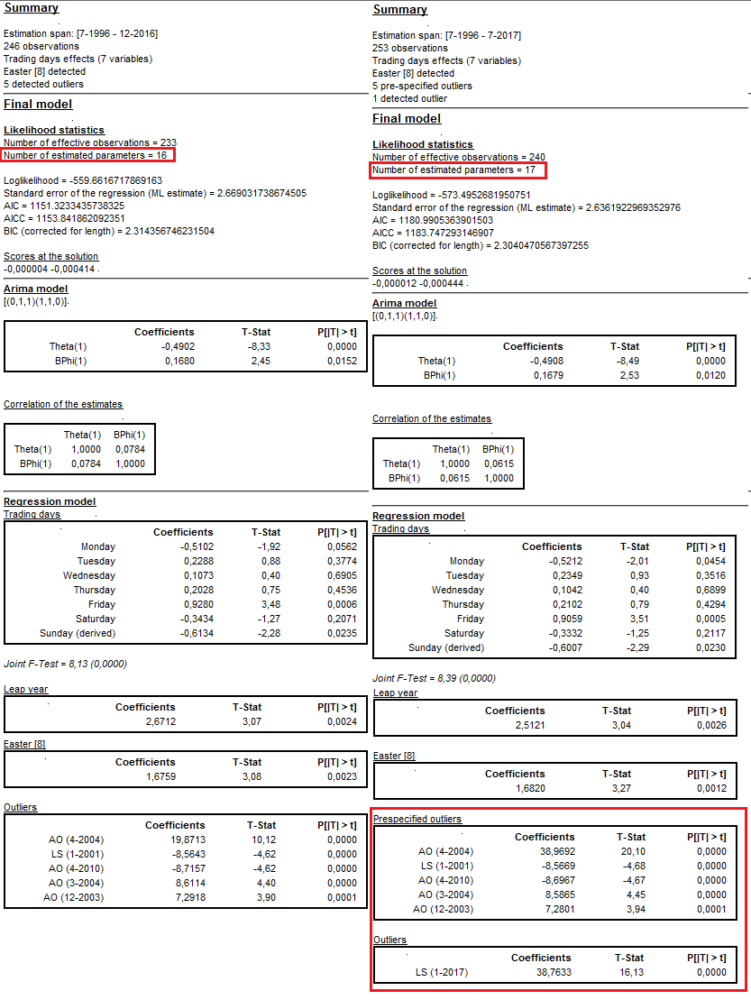 Summary
Estimation span: [7-1996 - 12-2016]
246 observations
Trading days effects (7 variables)
Easter [8] detected
5 detected outliers
Final model
Likelihood statistics
Number of effective observations = 233
Number of estimated parameters = 16
Loglikelihood = -559.6616717869163
Standard error of the regression (ML estimate) = 2.669031738674505
AIC = 1151.3233435738325
AICC = 1153.841862092351
BIC (corrected for length) = 2.314356746231504
Scores at the solution
-0,000004 -0,000414 .
Arima model
[(0,1,1)(1,1,0)].
Coefficients T-Stat P[|T| > t]
Theta(1) -0,4902 -8,33 0,0000
BPhi(1) 0,1680 2,45 0,0152
Correlation of the estimates
Theta(1) BPhi(1)
Theta(1) 1,0000 0,0784
BPhi(1) 0,0784 1,0000
Regression model
Trading days
Coefficients T-Stat P[|T| > t]
Monday -0,5102 -1,92 0,0562
Tuesday 0,2288 0,88 0,3774
Wednesday 0,1073 0,40 0,6905
Thursday 0,2028 0,75 0,4536
Friday 0,9280 3,48 0,0006
Saturday -0,3434 -1,27 0,2071
Sunday (derived) -0,6134 -2,28 0,0235
Joint F-Test = 8,13 (0,0000)
Leap year
Coefficients T-Stat P[|T| > t]
2,6712 3,07 0,0024
Easter [8]
Coefficients T-Stat P[|T| > t]
1,6759 3,08 0,0023
Outliers
Coefficients T-Stat P[|T| > t]
AO (4-2004) 19,8713 10,12 0,0000
LS (1-2001) -8,5643 -4,62 0,0000
AO (4-2010) -8,7157 -4,62 0,0000
AO (3-2004) 8,6114 4,40 0,0000
AO (12-2003) 7,2918 3,90 0,0001
Summary
Estimation span: [7-1996 - 7-2017]
253 observations
Trading days effects (7 variables)
Easter [8] detected
5 pre-specified outliers
1 detected outlier
Final model
Likelihood statistics
Number of effective observations = 240
Number of estimated parameters = 17
Loglikelihood = -573.4952681950751
Standard error of the regression (ML estimate) = 2.6361922969352976
AIC = 1180.9905363901503
AICC = 1183.747293146907
BIC (corrected for length) = 2.3040470567397255
Scores at the solution
-0,000012 -0,000444 .
Arima model
[(0,1,1)(1,1,0)].
Coefficients T-Stat P[|T| > t]
Theta(1) -0,4908 -8,49 0,0000
BPhi(1) 0,1679 2,53 0,0120
Correlation of the estimates
Theta(1) BPhi(1)
Theta(1) 1,0000 0,0615
BPhi(1) 0,0615 1,0000
Regression model
Trading days
Coefficients T-Stat P[|T| > t]
Monday -0,5212 -2,01 0,0454
Tuesday 0,2349 0,93 0,3516
Wednesday 0,1042 0,40 0,6899
Thursday 0,2102 0,79 0,4294
Friday 0,9059 3,51 0,0005
Saturday -0,3332 -1,25 0,2117
Sunday (derived) -0,6007 -2,29 0,0230
Joint F-Test = 8,39 (0,0000)
Leap year
Coefficients T-Stat P[|T| > t]
2,5121 3,04 0,0026
Easter [8]
Coefficients T-Stat P[|T| > t]
1,6820 3,27 0,0012
Prespecified outliers
Coefficients T-Stat P[|T| > t]
AO (4-2004) 38,9692 20,10 0,0000
LS (1-2001) -8,5669 -4,68 0,0000
AO (4-2010) -8,6967 -4,67 0,0000
AO (3-2004) 8,5865 4,45 0,0000
AO (12-2003) 7,2801 3,94 0,0001
Outliers
Coefficients T-Stat P[|T| > t]
LS (1-2017) 38,7633 16,13 0,0000